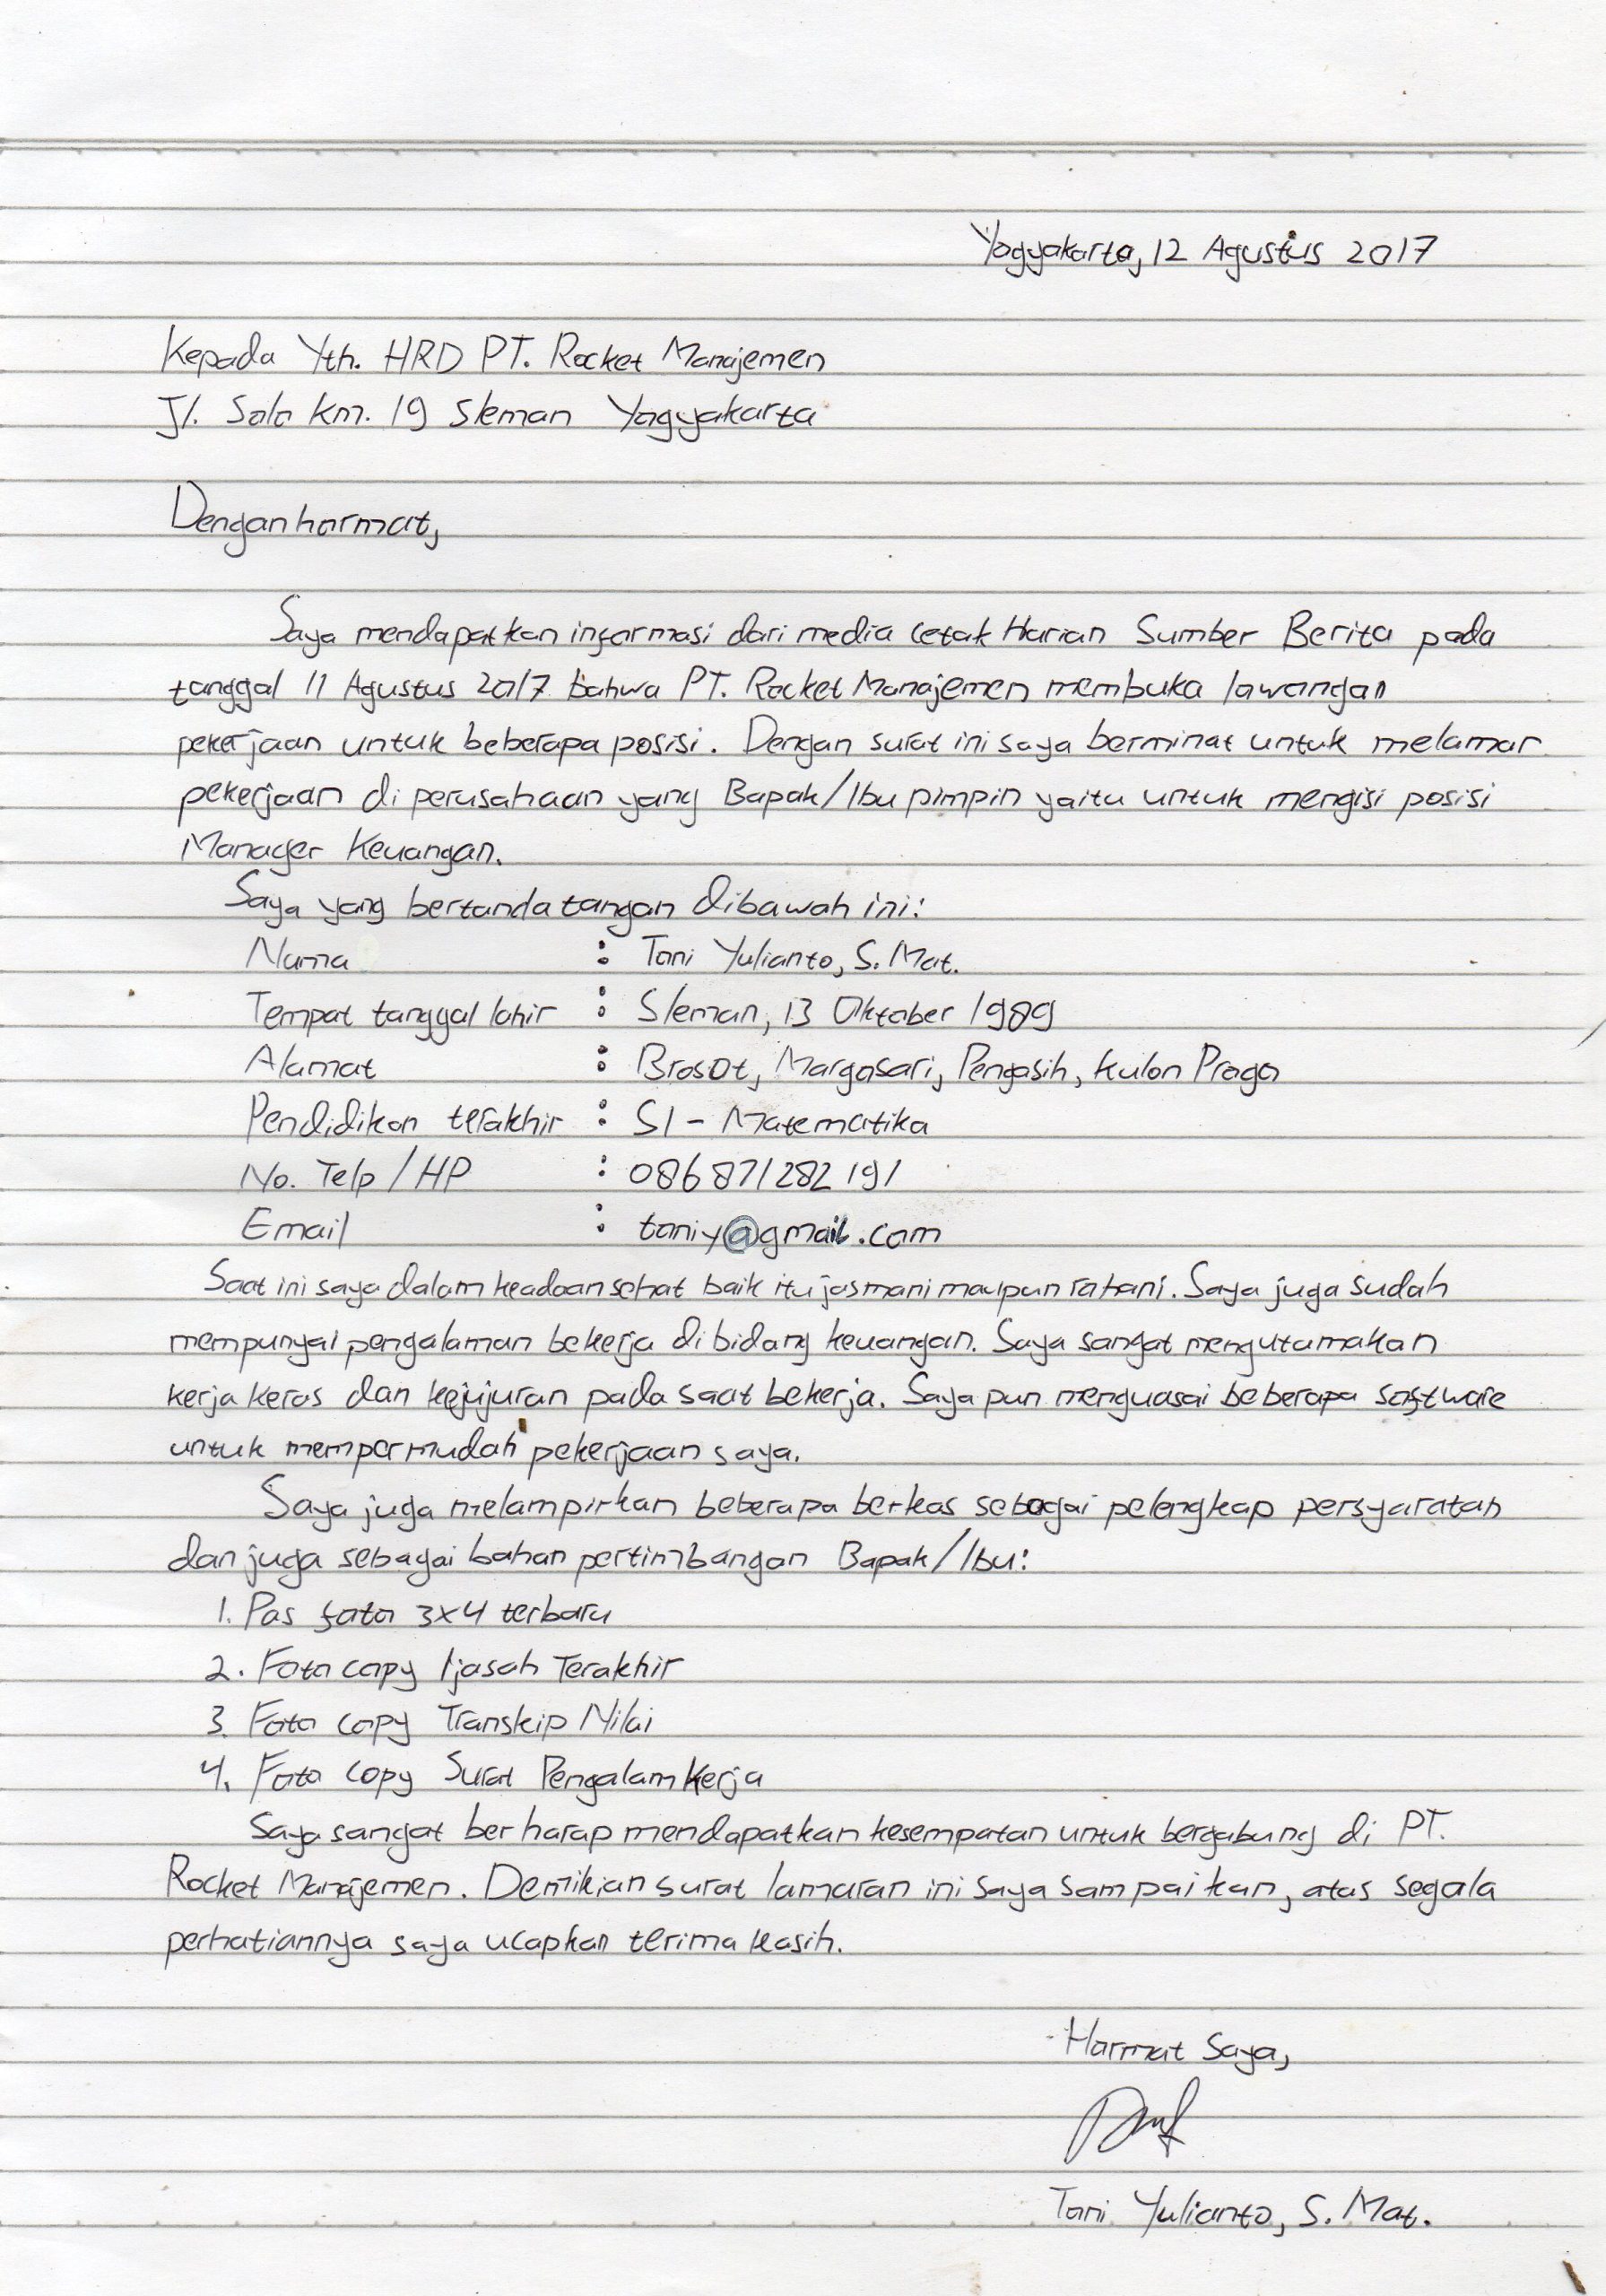 Yogyakarta, 12 Agustus 2017
Kepada Yth. HRD PT. Rocket Manajemen
Jl. Solo km. 19 Sleman Yogyakarta
Dengan hormat,
Saya mendapatkan informasi dari media cetak Harian Sumber Berita pada
tanggal 11 Agustus 2017 bahwa PT. Rocket Manajemen membuka lowongan
pekerjaan untuk beberapa posisi. Dengan surat ini saya berminat untuk melamar
pekerjaan di perusahaan yang Bapak/Ibu pimpin yaitu untuk mengisi posisi
Manager Keuangan.
Saya yang bertanda tangan dibawah ini:
Nama : Toni Yulianto, S. Mat.
Tempat tanggal lahir : Sleman, 13 Oktober 1989
Alamat : Brosot, Margosari, Pengasih, Kulon Progo
Pendidikan terakhir : S1 - Matematika
No. Telp / HP : 086871282191
Email : toniy@gmail.com
Saat ini saya dalam keadaan sehat baik itu jasmani maupun rohani. Saya juga sudah
mempunyai pengalaman bekerja di bidang keuangan. Saya sangat mengutamakan
kerja keras dan kejujuran pada saat bekerja. Saya pun menguasai beberapa software
untuk mempermudah pekerjaan saya.
Saya juga melampirkan beberapa berkas sebagai pelengkap persyaratan
dan juga sebagai bahan pertimbangan Bapak/Ibu:
1. Pas foto 3x4 terbaru
2. Foto copy Ijasah Terakhir
3. Foto copy Transkip Nilai
4. Foto copy Surat Pengalam Kerja
Saya sangat berharap mendapatkan kesempatan untuk bergabung di PT.
Rocket Manajemen. Demikian surat lamaran ini saya sampaikan, atas segala
perhatiannya saya ucapkan terima kasih.
Hormat Saya,
Toni Yulianto, S. Mat.